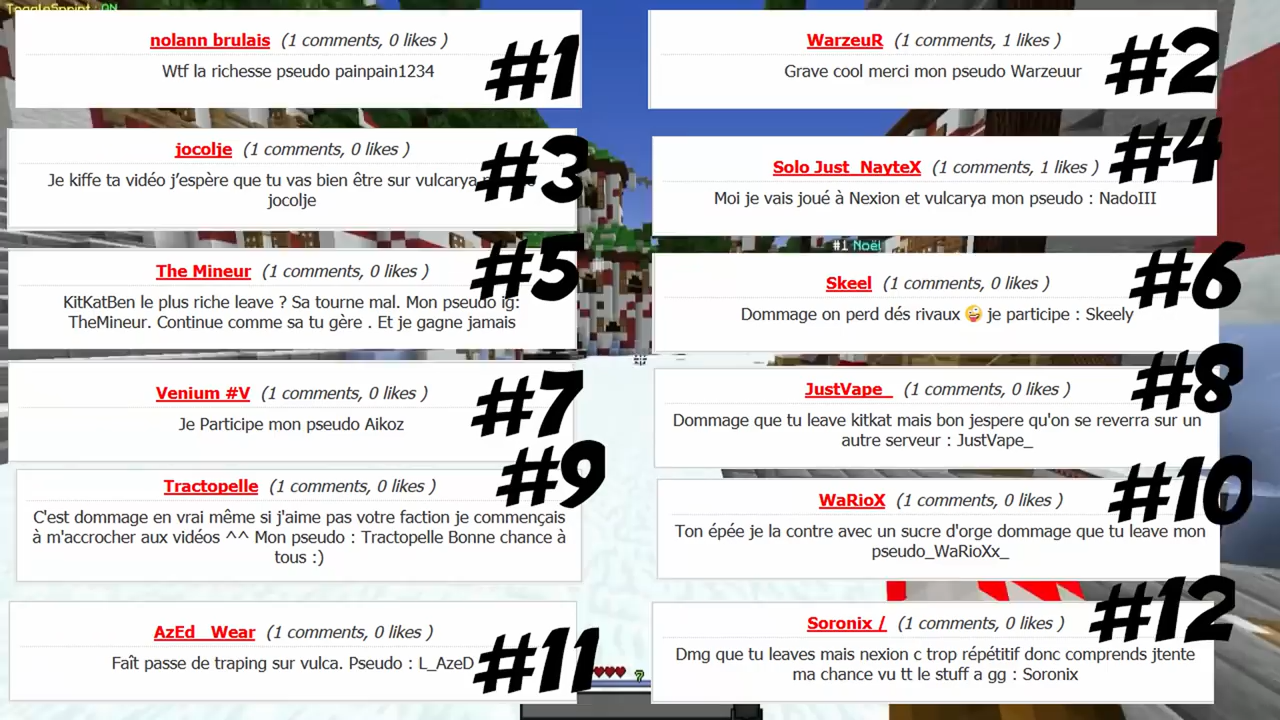 ToggleSprint: ON
nolann brulais (1 comments, 0 likes )
Wtf la richesse pseudo painpain1234
#1
WarzeuR (1 comments, 1 likes )
Grave cool merci mon pseudo Warzeuur
#2
jocolje (1 comments, 0 likes )
Je kiffe ta vidéo j’espère que tu vas bien être sur vulcarya
jocolje
#3
Solo Just_NayteX (1 comments, 1 likes )
Moi je vais joué à Nexion et vulcarya mon pseudo : NadoIII
#4
#1 Noël
The Mineur (1 comments, 0 likes )
KitKatBen le plus riche leave ? Sa tourne mal. Mon pseudo ig:
TheMineur. Continue comme sa tu gère . Et je gagne jamais
#5
Skeel (1 comments, 0 likes )
Dommage on perd dés rivaux 🤪 je participe : Skeely
#6
Venium #V (1 comments, 0 likes )
Je Participe mon pseudo Aikoz
#7
JustVape_ (1 comments, 0 likes )
Dommage que tu leave kitkat mais bon jespere qu'on se reverra sur un
autre serveur : JustVape_
#8
Tractopelle (1 comments, 0 likes )
C'est dommage en vrai même si j'aime pas votre faction je commençais
à m'accrocher aux vidéos ^^ Mon pseudo : Tractopelle Bonne chance à
tous :)
#9
WaRioX (1 comments, 0 likes )
Ton épée je la contre avec un sucre d'orge dommage que tu leave mon
pseudo_WaRioXx_
#10
AzEd_ Wear (1 comments, 0 likes )
Faît passe de traping sur vulca. Pseudo : L_AzeD
#11
Soronix / (1 comments, 0 likes )
Dmg que tu leaves mais nexion c trop répétitif donc comprends jtente
ma chance vu tt le stuff a gg : Soronix
#12
7